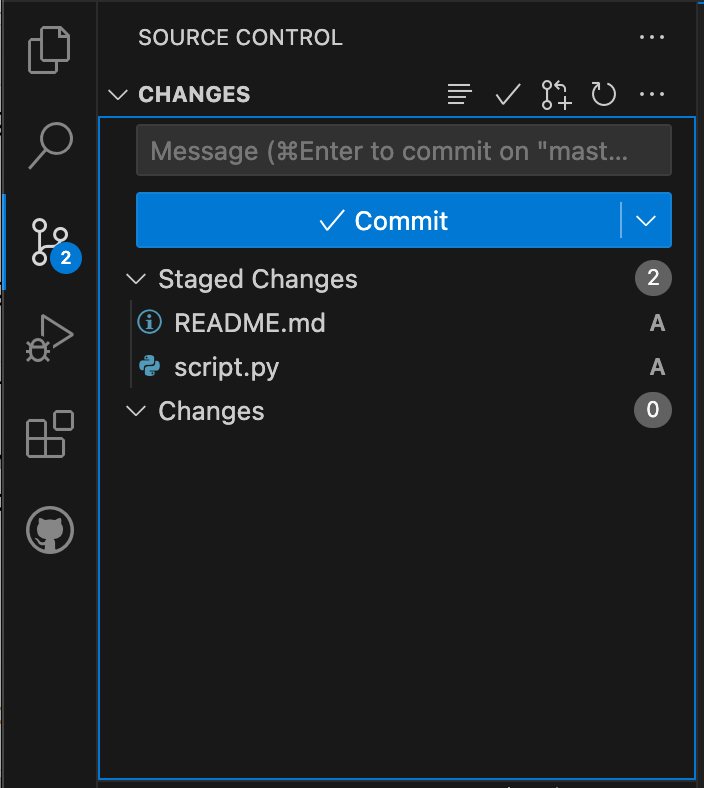 SOURCE CONTROL
CHANGES
Message (⌘Enter to commit on "mast...
Commit
2
Staged Changes 2
README.md A
script.py A
Changes 0